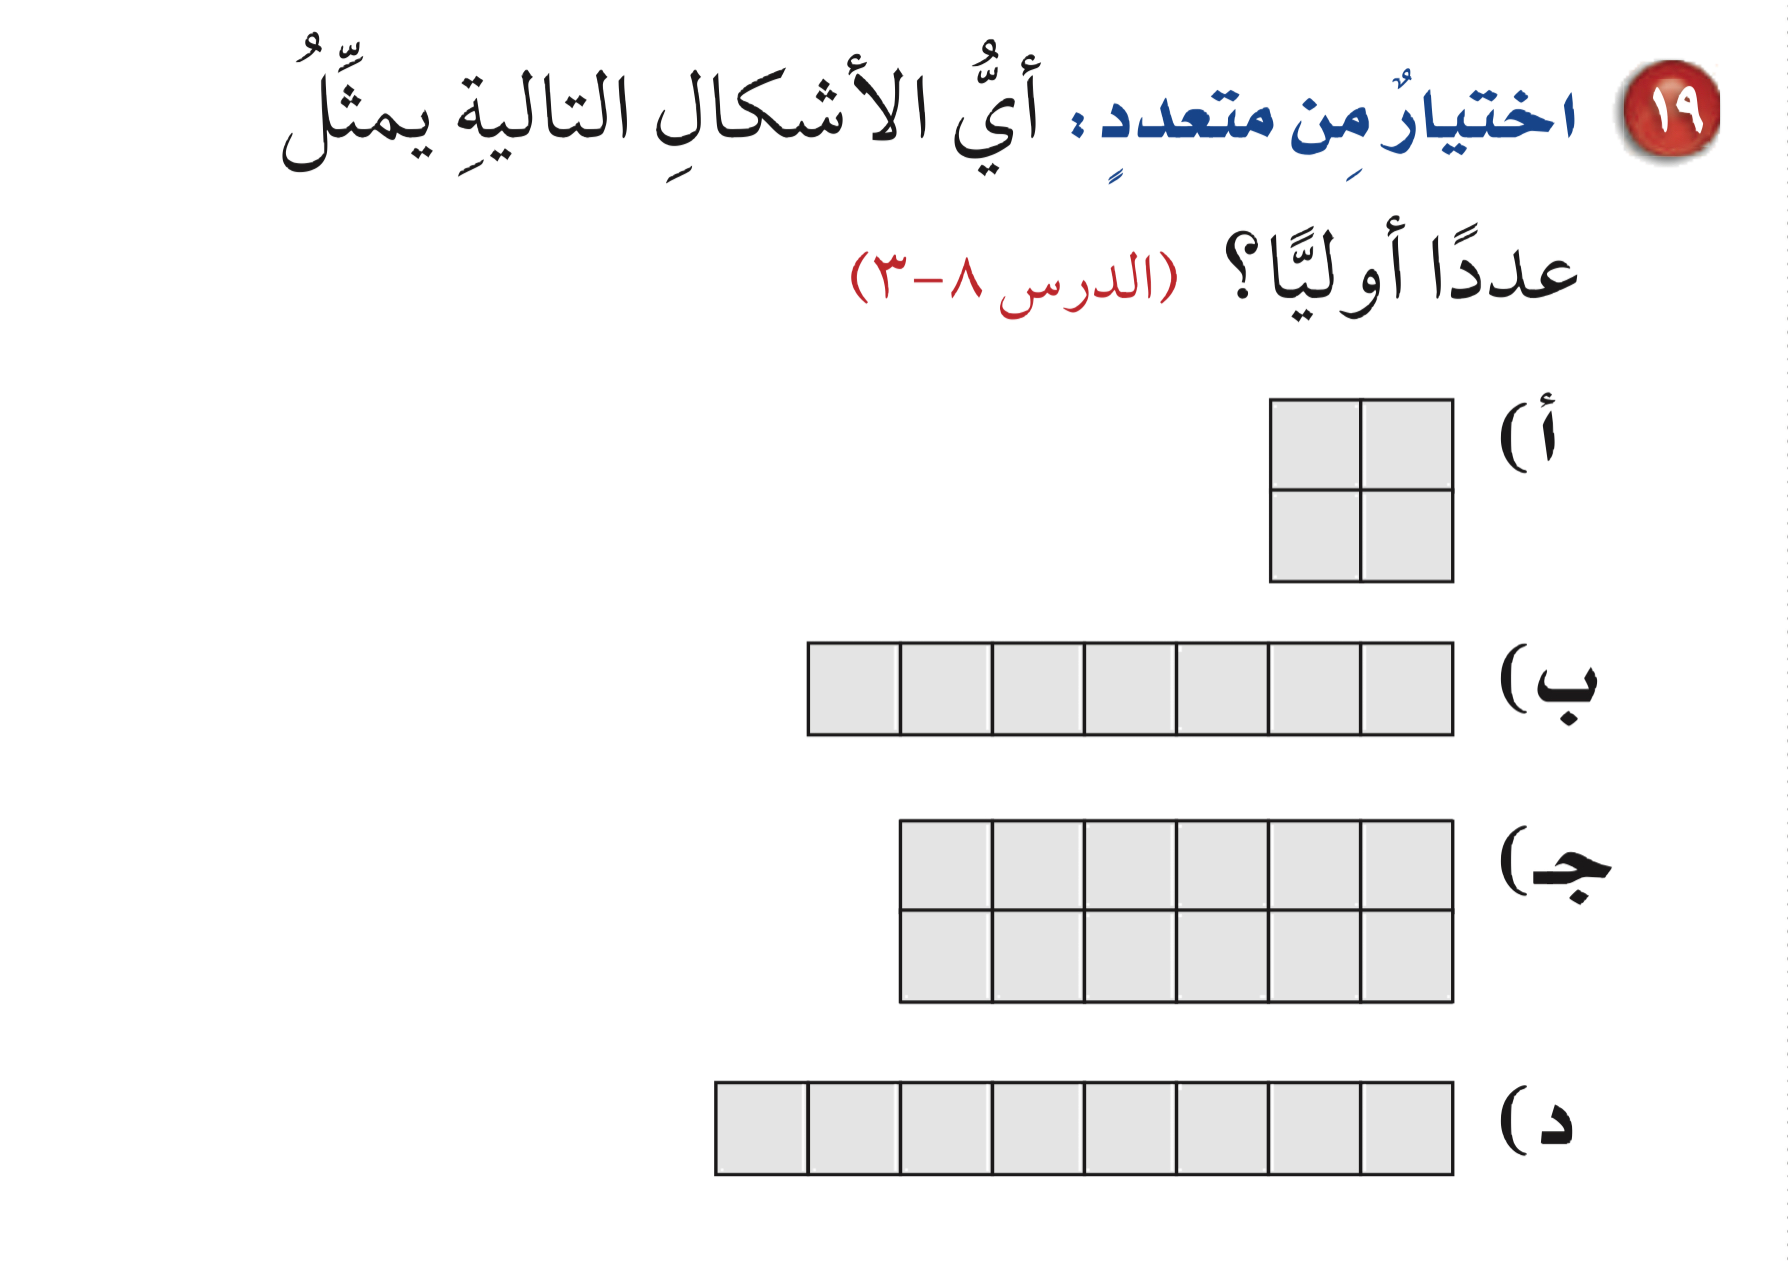 ١٩ اختيارٌ مِن متعددٍ: أيُّ الأشكالِ التاليةِ يمثِّلُ
عددًا أوليًّا؟ (الدرس ٨-٣)
أ)
ب)
جـ)
د)